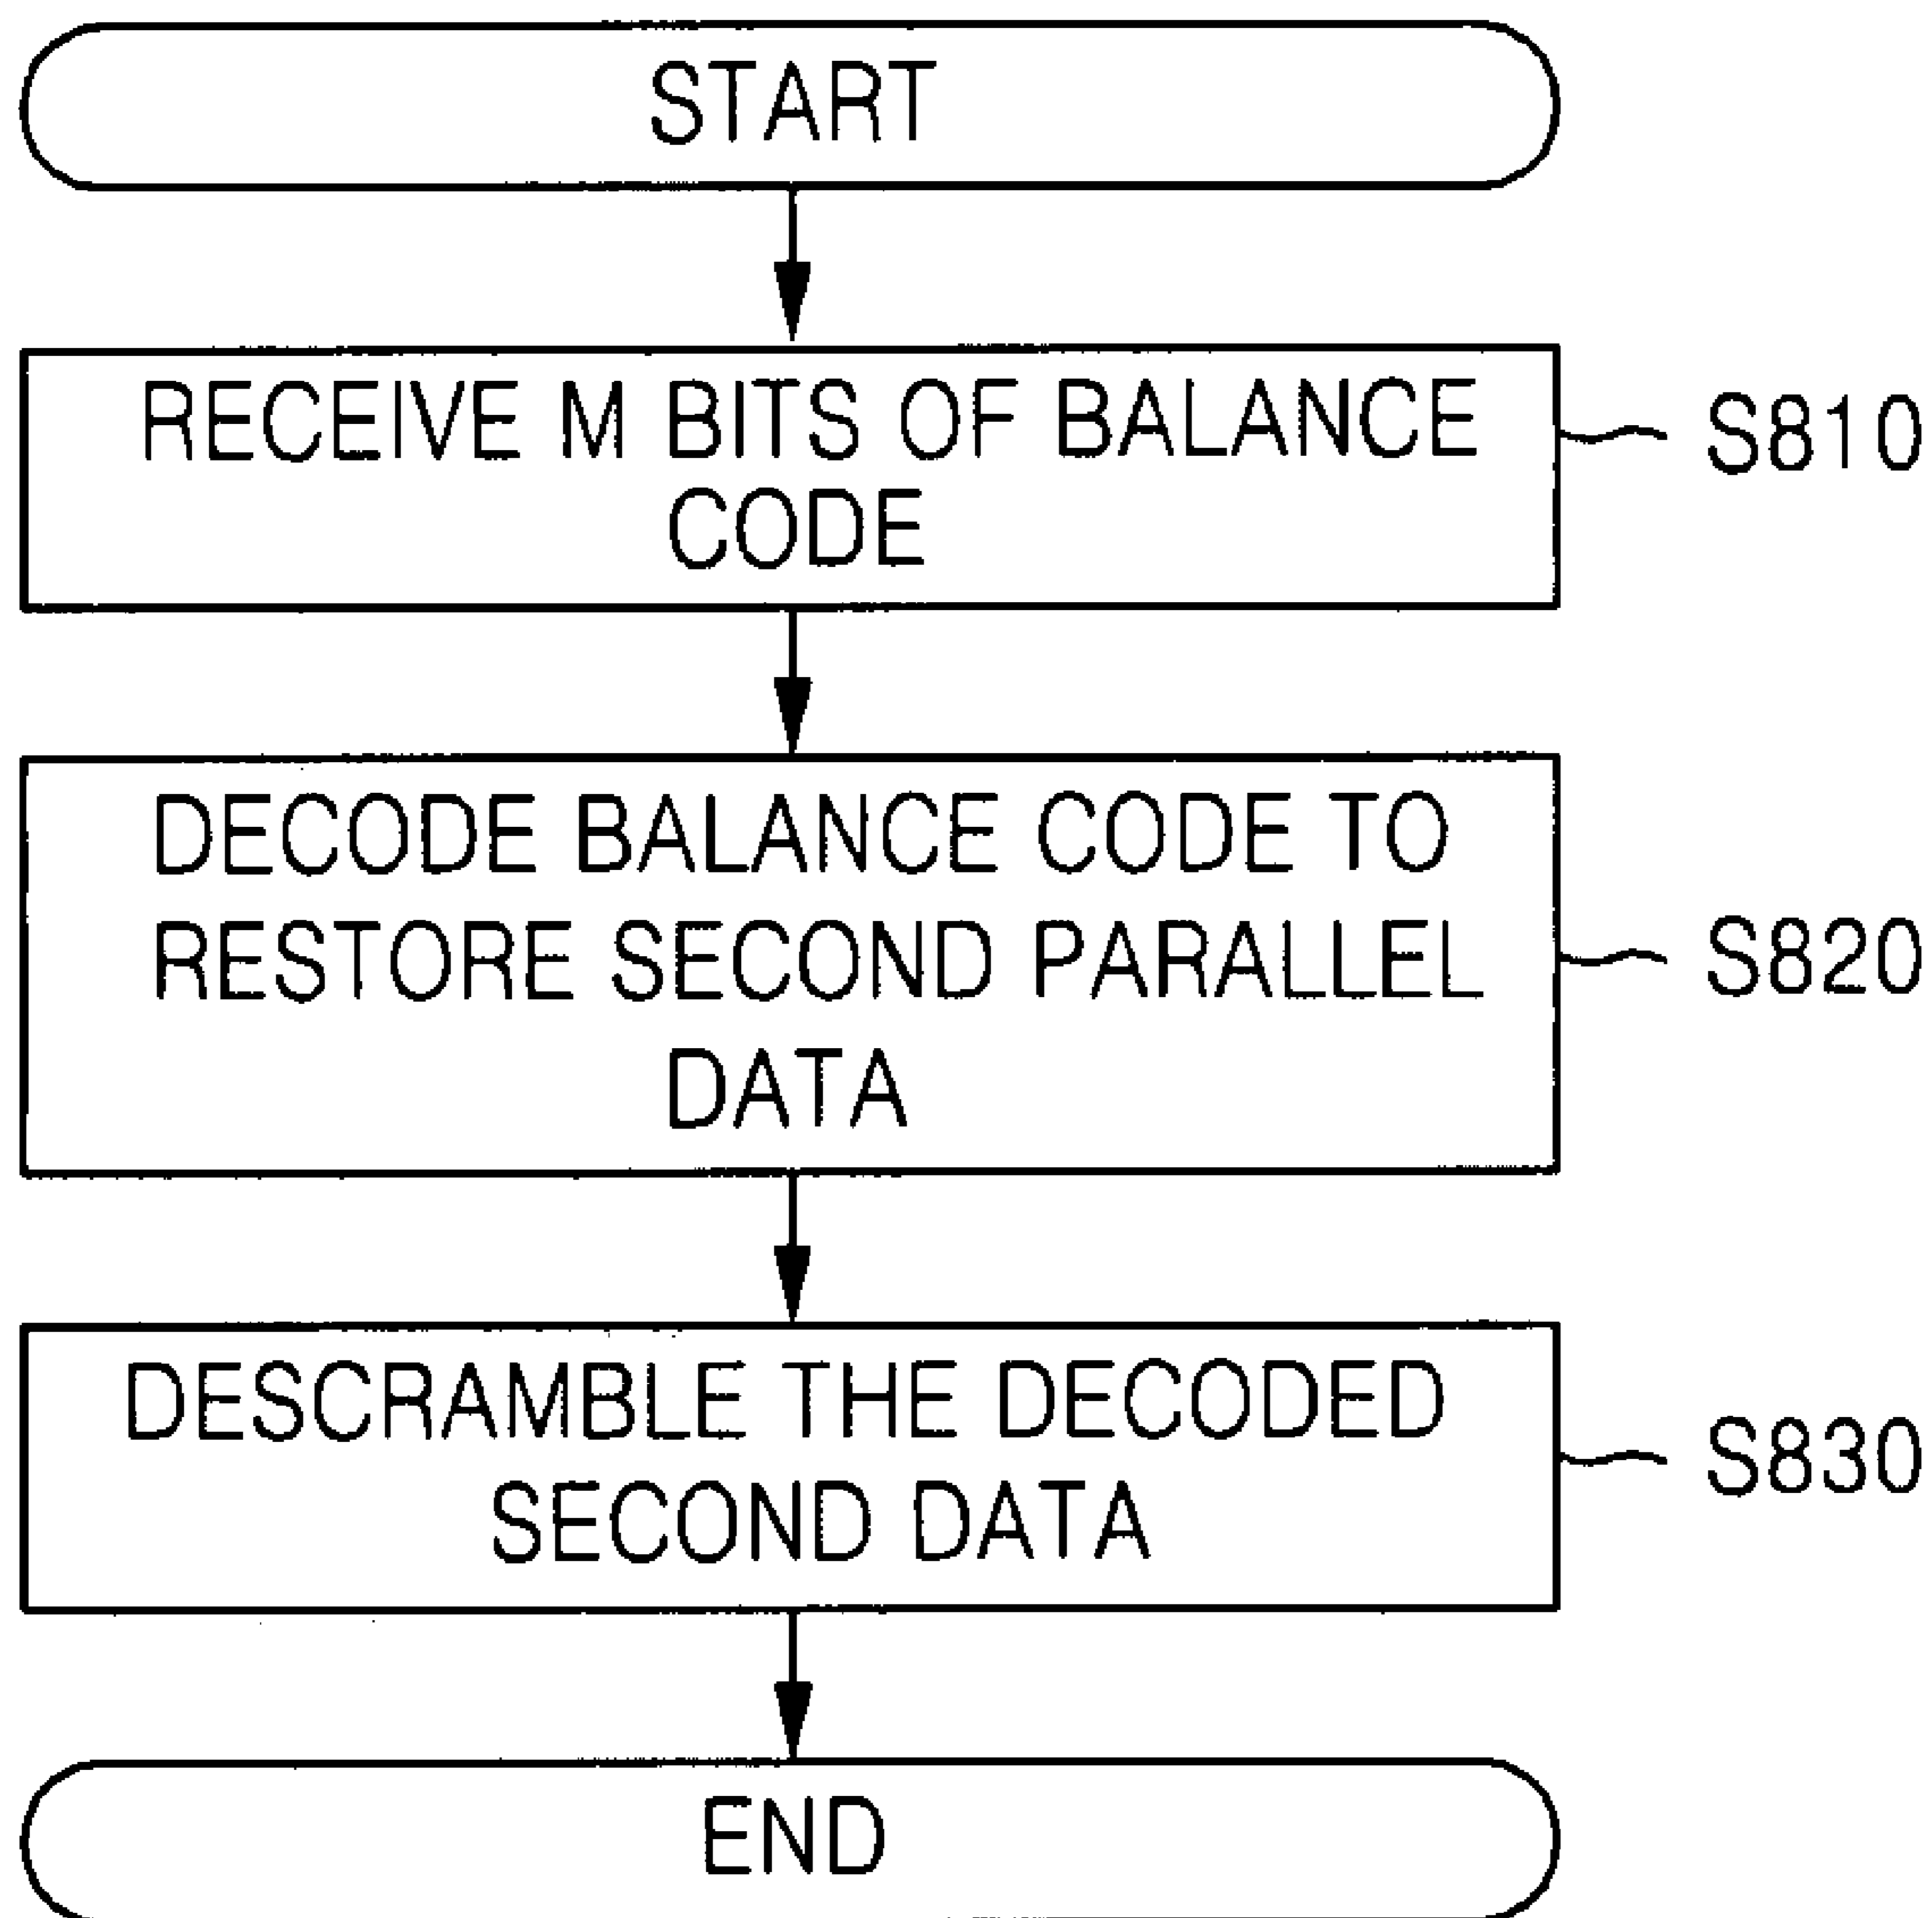 START
RECEIVE M BITS OF BALANCE
CODE
S810
DECODE BALANCE CODE TO
RESTORE SECOND PARALLEL
DATA
S820
DESCRAMBLE THE DECODED
SECOND DATA
S830
END